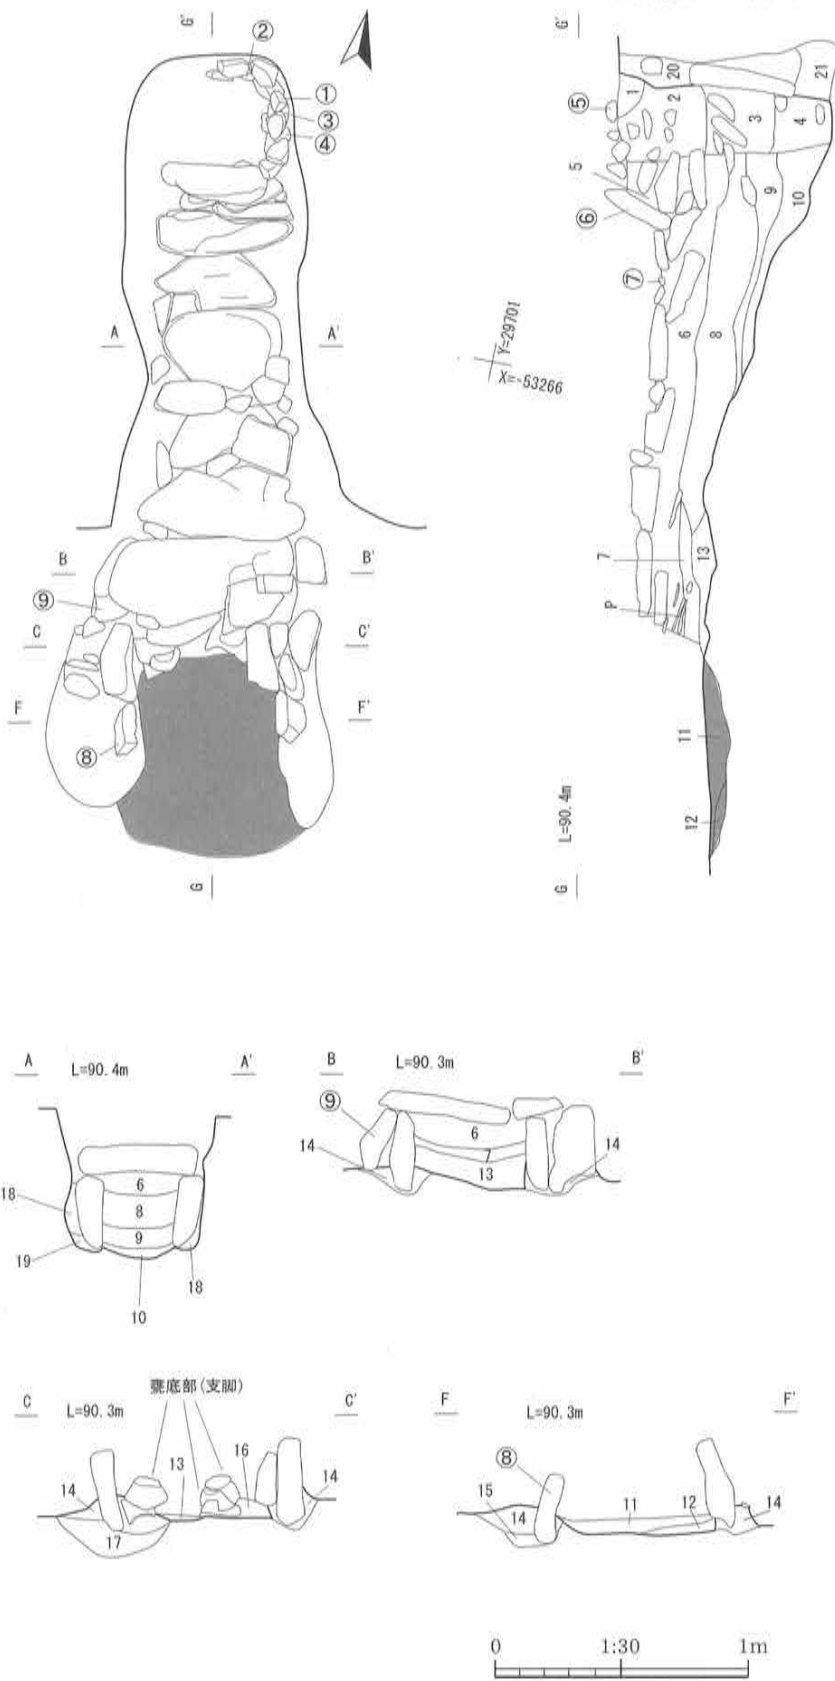 G'
②
①
③
④
A
A'
B
B'
⑨
C
C'
F
F'
⑧
G
G'
⑤
1
20
2
21
3
4
5
⑥
9
10
⑦
6
8
7
13
P
11
12
L=90.4m
G
Y=29701
X=-53266
A
L=90.4m
A'
6
18
8
9
19
18
10
B
L=90.3m
B'
⑨
6
14
7
14
13
甕底部(支脚)
C
L=90.3m
C'
13
16
14
14
17
F
L=90.3m
F'
⑧
15
14
11
12
14
0
1:30
1m